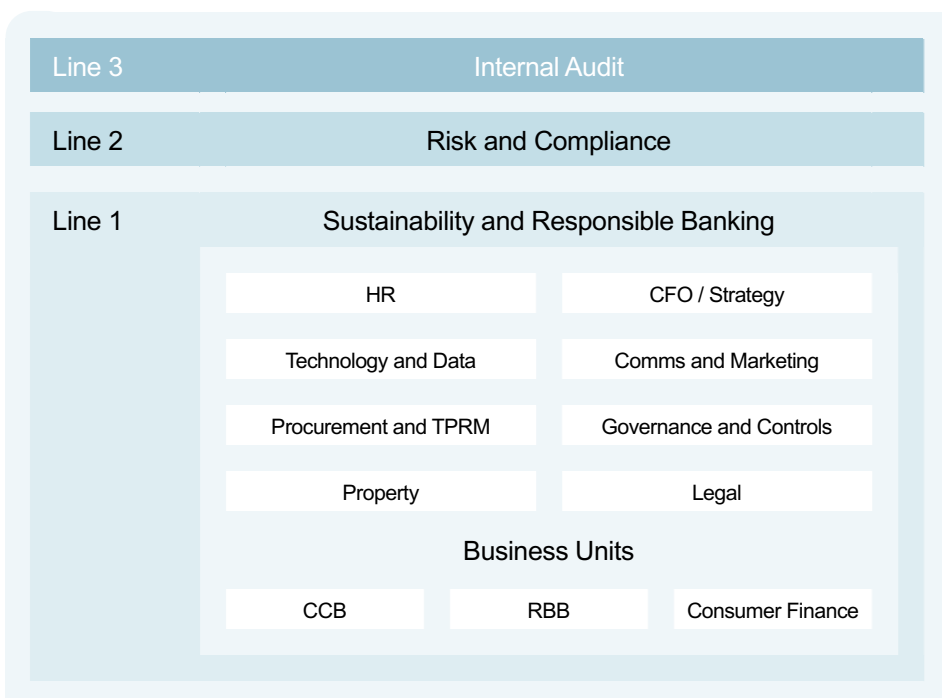 Line 3 Internal Audit
Line 2 Risk and Compliance
Line 1 Sustainability and Responsible Banking
HR CFO / Strategy
Technology and Data Comms and Marketing
Procurement and TPRM Governance and Controls
Property Legal
Business Units
CCB RBB Consumer Finance